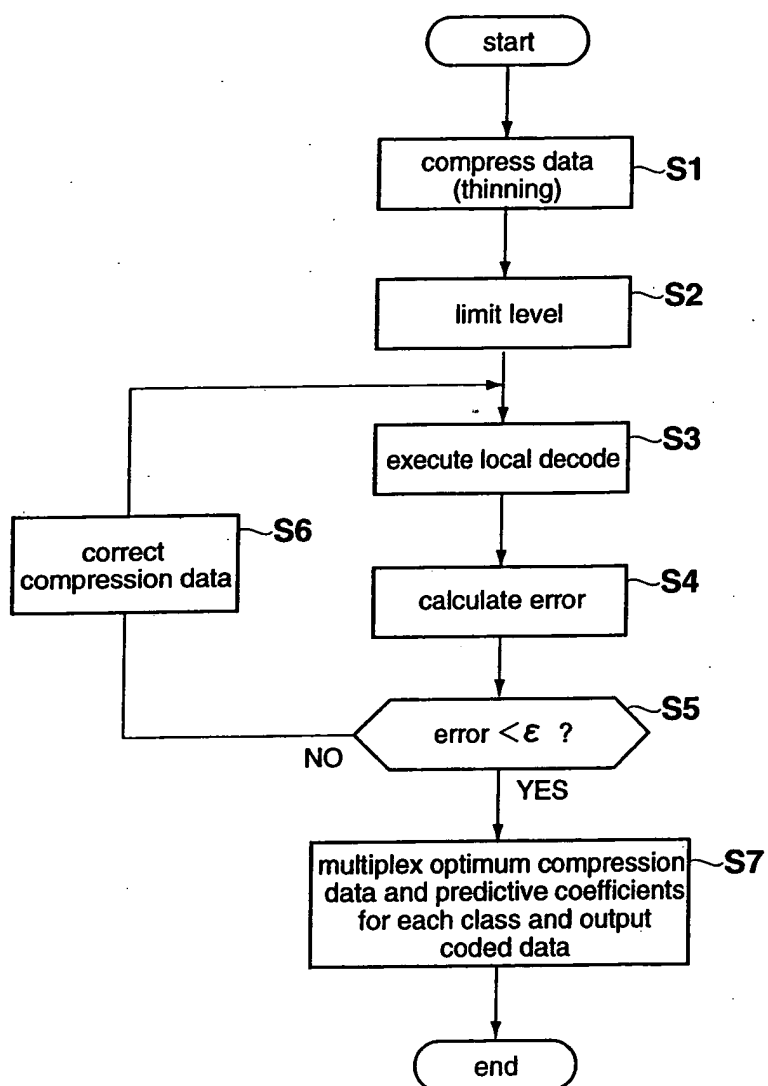 start
compress data
(thinning)
S1
limit level
S2
execute local decode
S3
correct
compression data
S6
calculate error
S4
error < ε ?
S5
NO
YES
multiplex optimum compression
data and predictive coefficients
for each class and output
coded data
S7
end